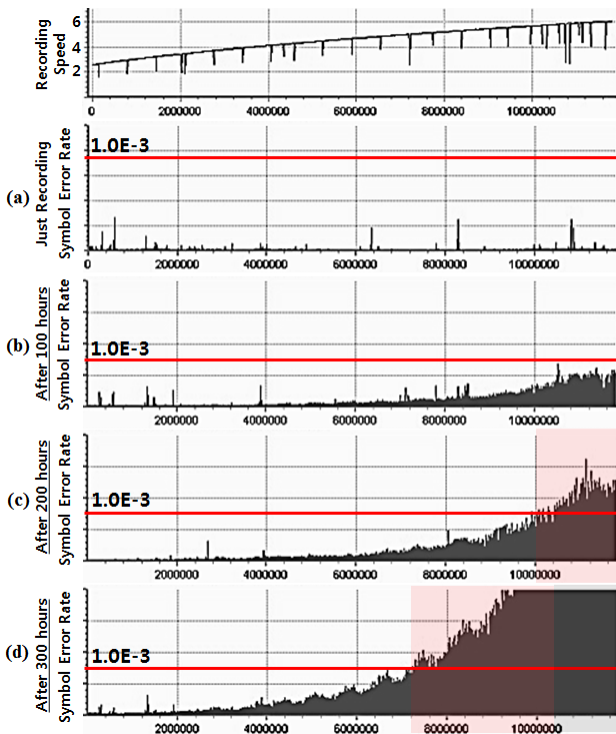 Recording
Speed
6
4
2
0 2000000 4000000 6000000 8000000 10000000
(a)
Just Recording
Symbol Error Rate
1.0E-3
0 2000000 4000000 6000000 8000000 10000000
(b)
After 100 hours
Symbol Error Rate
1.0E-3
2000000 4000000 6000000 8000000 10000000
(c)
After 200 hours
Symbol Error Rate
1.0E-3
2000000 4000000 6000000 8000000 10000000
(d)
After 300 hours
Symbol Error Rate
1.0E-3
2000000 4000000 6000000 8000000 10000000